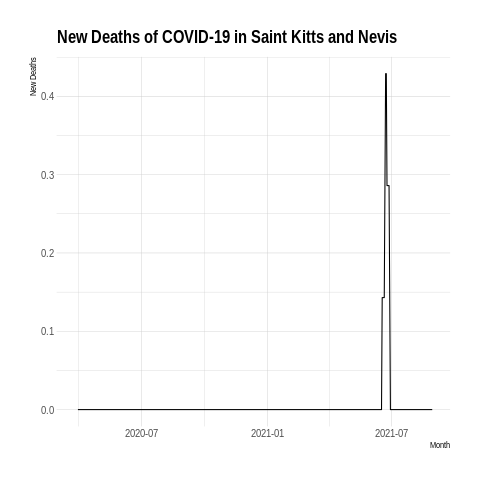 New Deaths of COVID-19 in Saint Kitts and Nevis
New Deaths
0.4
0.3
0.2
0.1
0.0
2020-07
2021-01
2021-07
Month